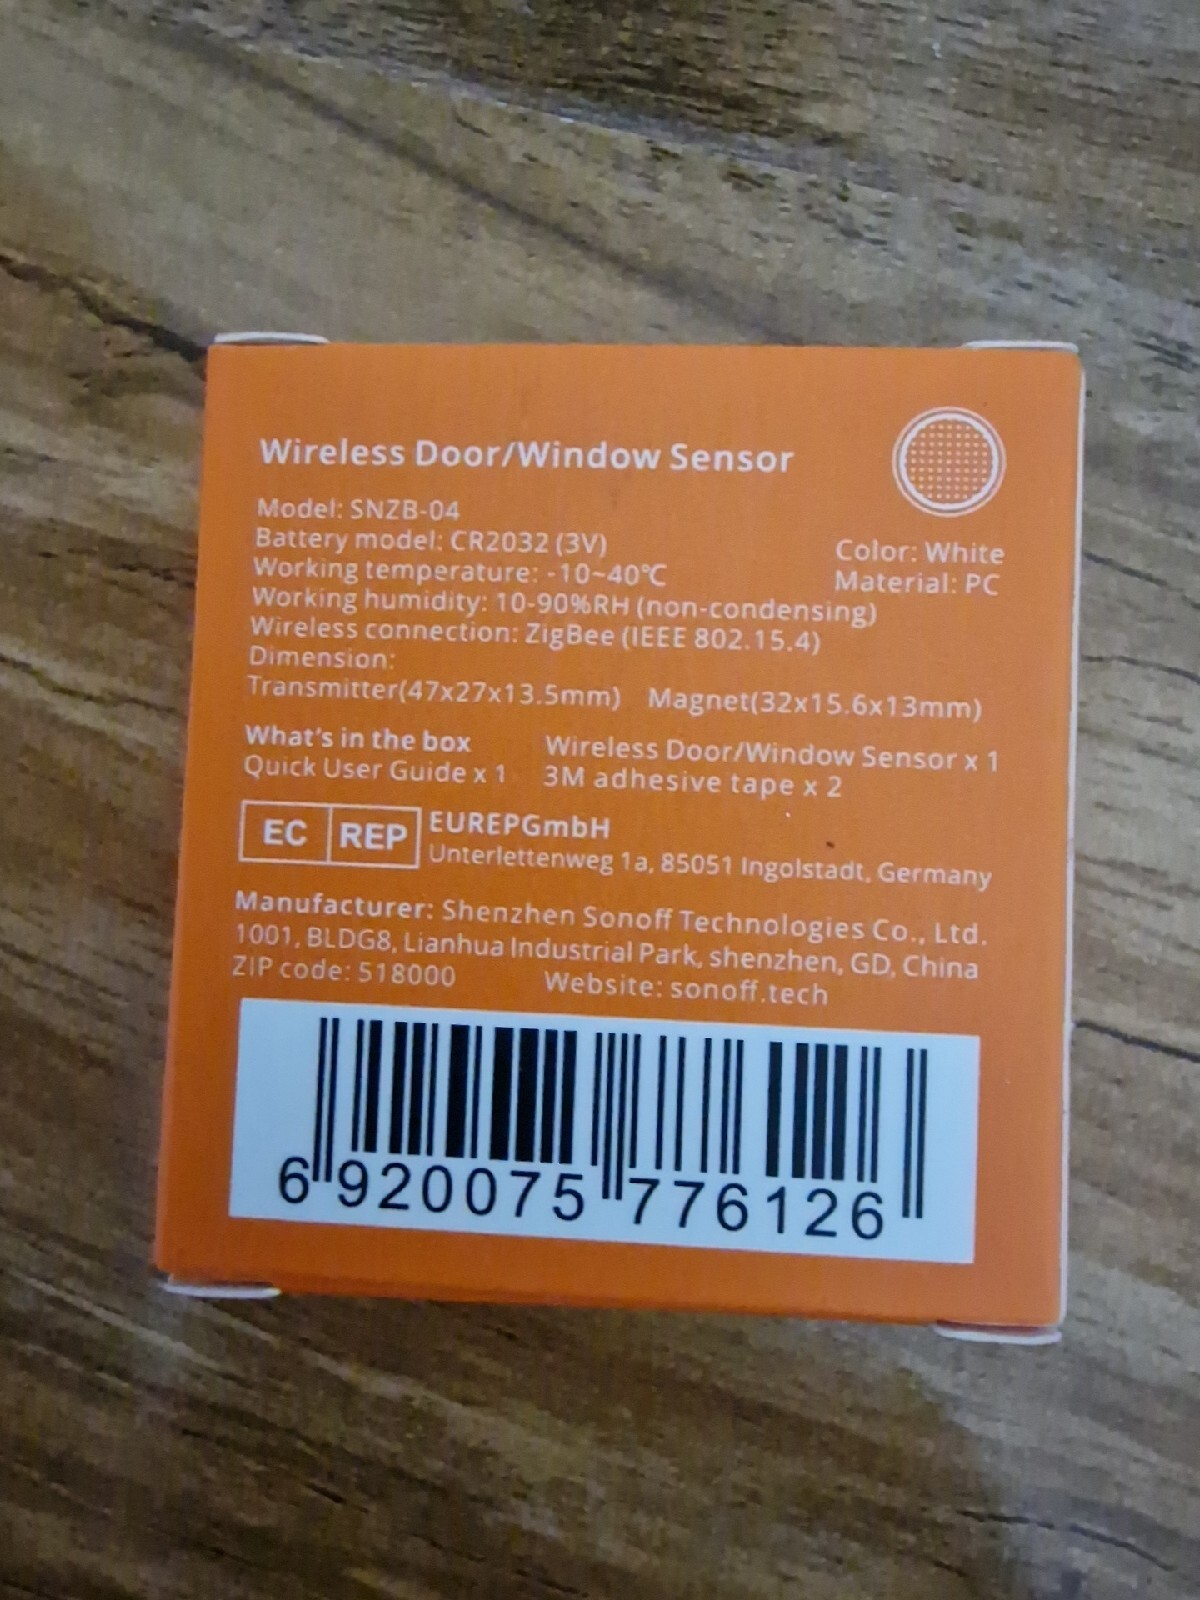 Wireless Door/Window Sensor
Model: SNZB-04
Battery model: CR2032 (3V)
Color: White
Working temperature: -10~40℃
Material: PC
Working humidity: 10-90%RH (non-condensing)
Wireless connection: ZigBee (IEEE 802.15.4)
Dimension:
Transmitter(47x27x13.5mm) Magnet(32x15.6x13mm)
What's in the box Wireless Door/Window Sensor x 1
Quick User Guide x 1 3M adhesive tape x 2
EC REP EUREPGmbH
Unterlettenweg 1a, 85051 Ingolstadt, Germany
Manufacturer: Shenzhen Sonoff Technologies Co., Ltd.
1001, BLDG8, Lianhua Industrial Park, shenzhen, GD, China
ZIP code: 518000 Website: sonoff.tech
6 920075 776126